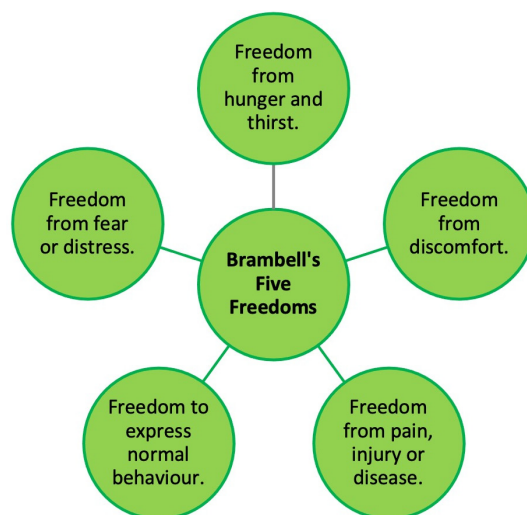 Freedom
from
hunger and
thirst.
Freedom
from fear
or distress.
Freedom
from
discomfort.
Brambell's
Five
Freedoms
Freedom to
express
normal
behaviour.
Freedom
from pain,
injury or
disease.